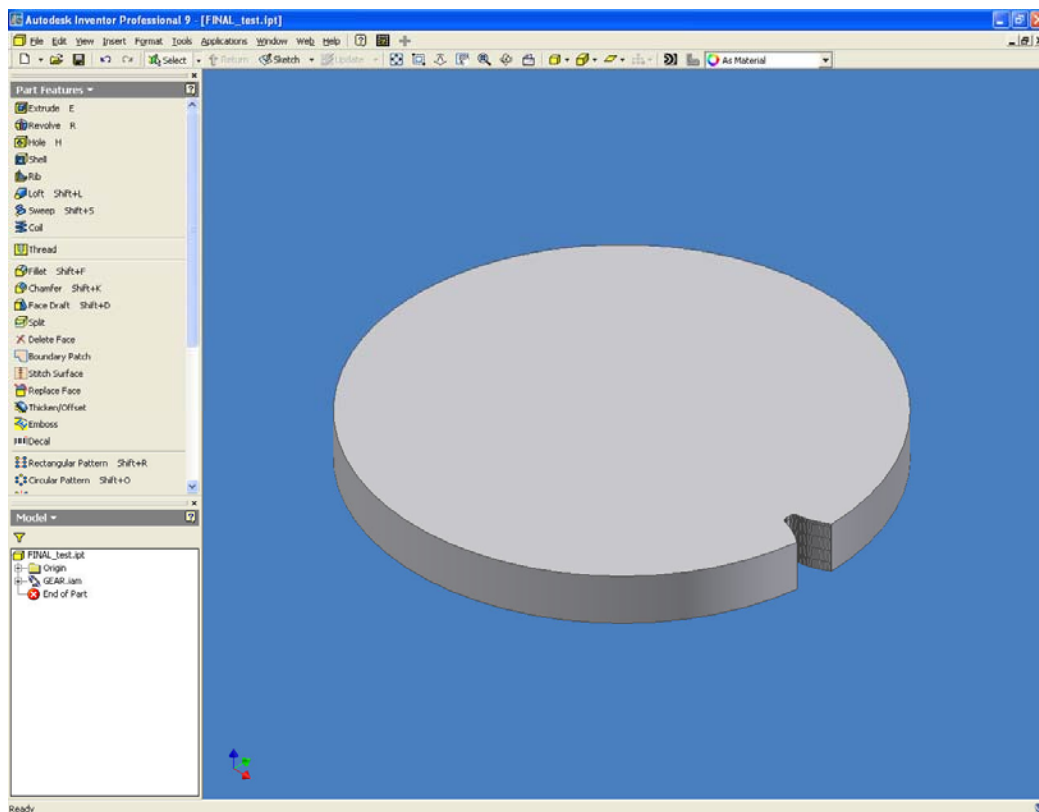 Autodesk Inventor Professional 9 - [FINAL_test.ipt]
File Edit View Insert Format Tools Applications Window Web Help
Select Return Sketch Update As Material
Part Features
Extrude E
Revolve R
Hole H
Shell
Rib
Loft Shift+L
Sweep Shift+S
Coil
Thread
Fillet Shift+F
Chamfer Shift+K
Face Draft Shift+D
Split
Delete Face
Boundary Patch
Stitch Surface
Replace Face
Thicken/Offset
Emboss
Decal
Rectangular Pattern Shift+R
Circular Pattern Shift+O
Model
FINAL_test.ipt
Origin
GEAR.iam
End of Part
Ready